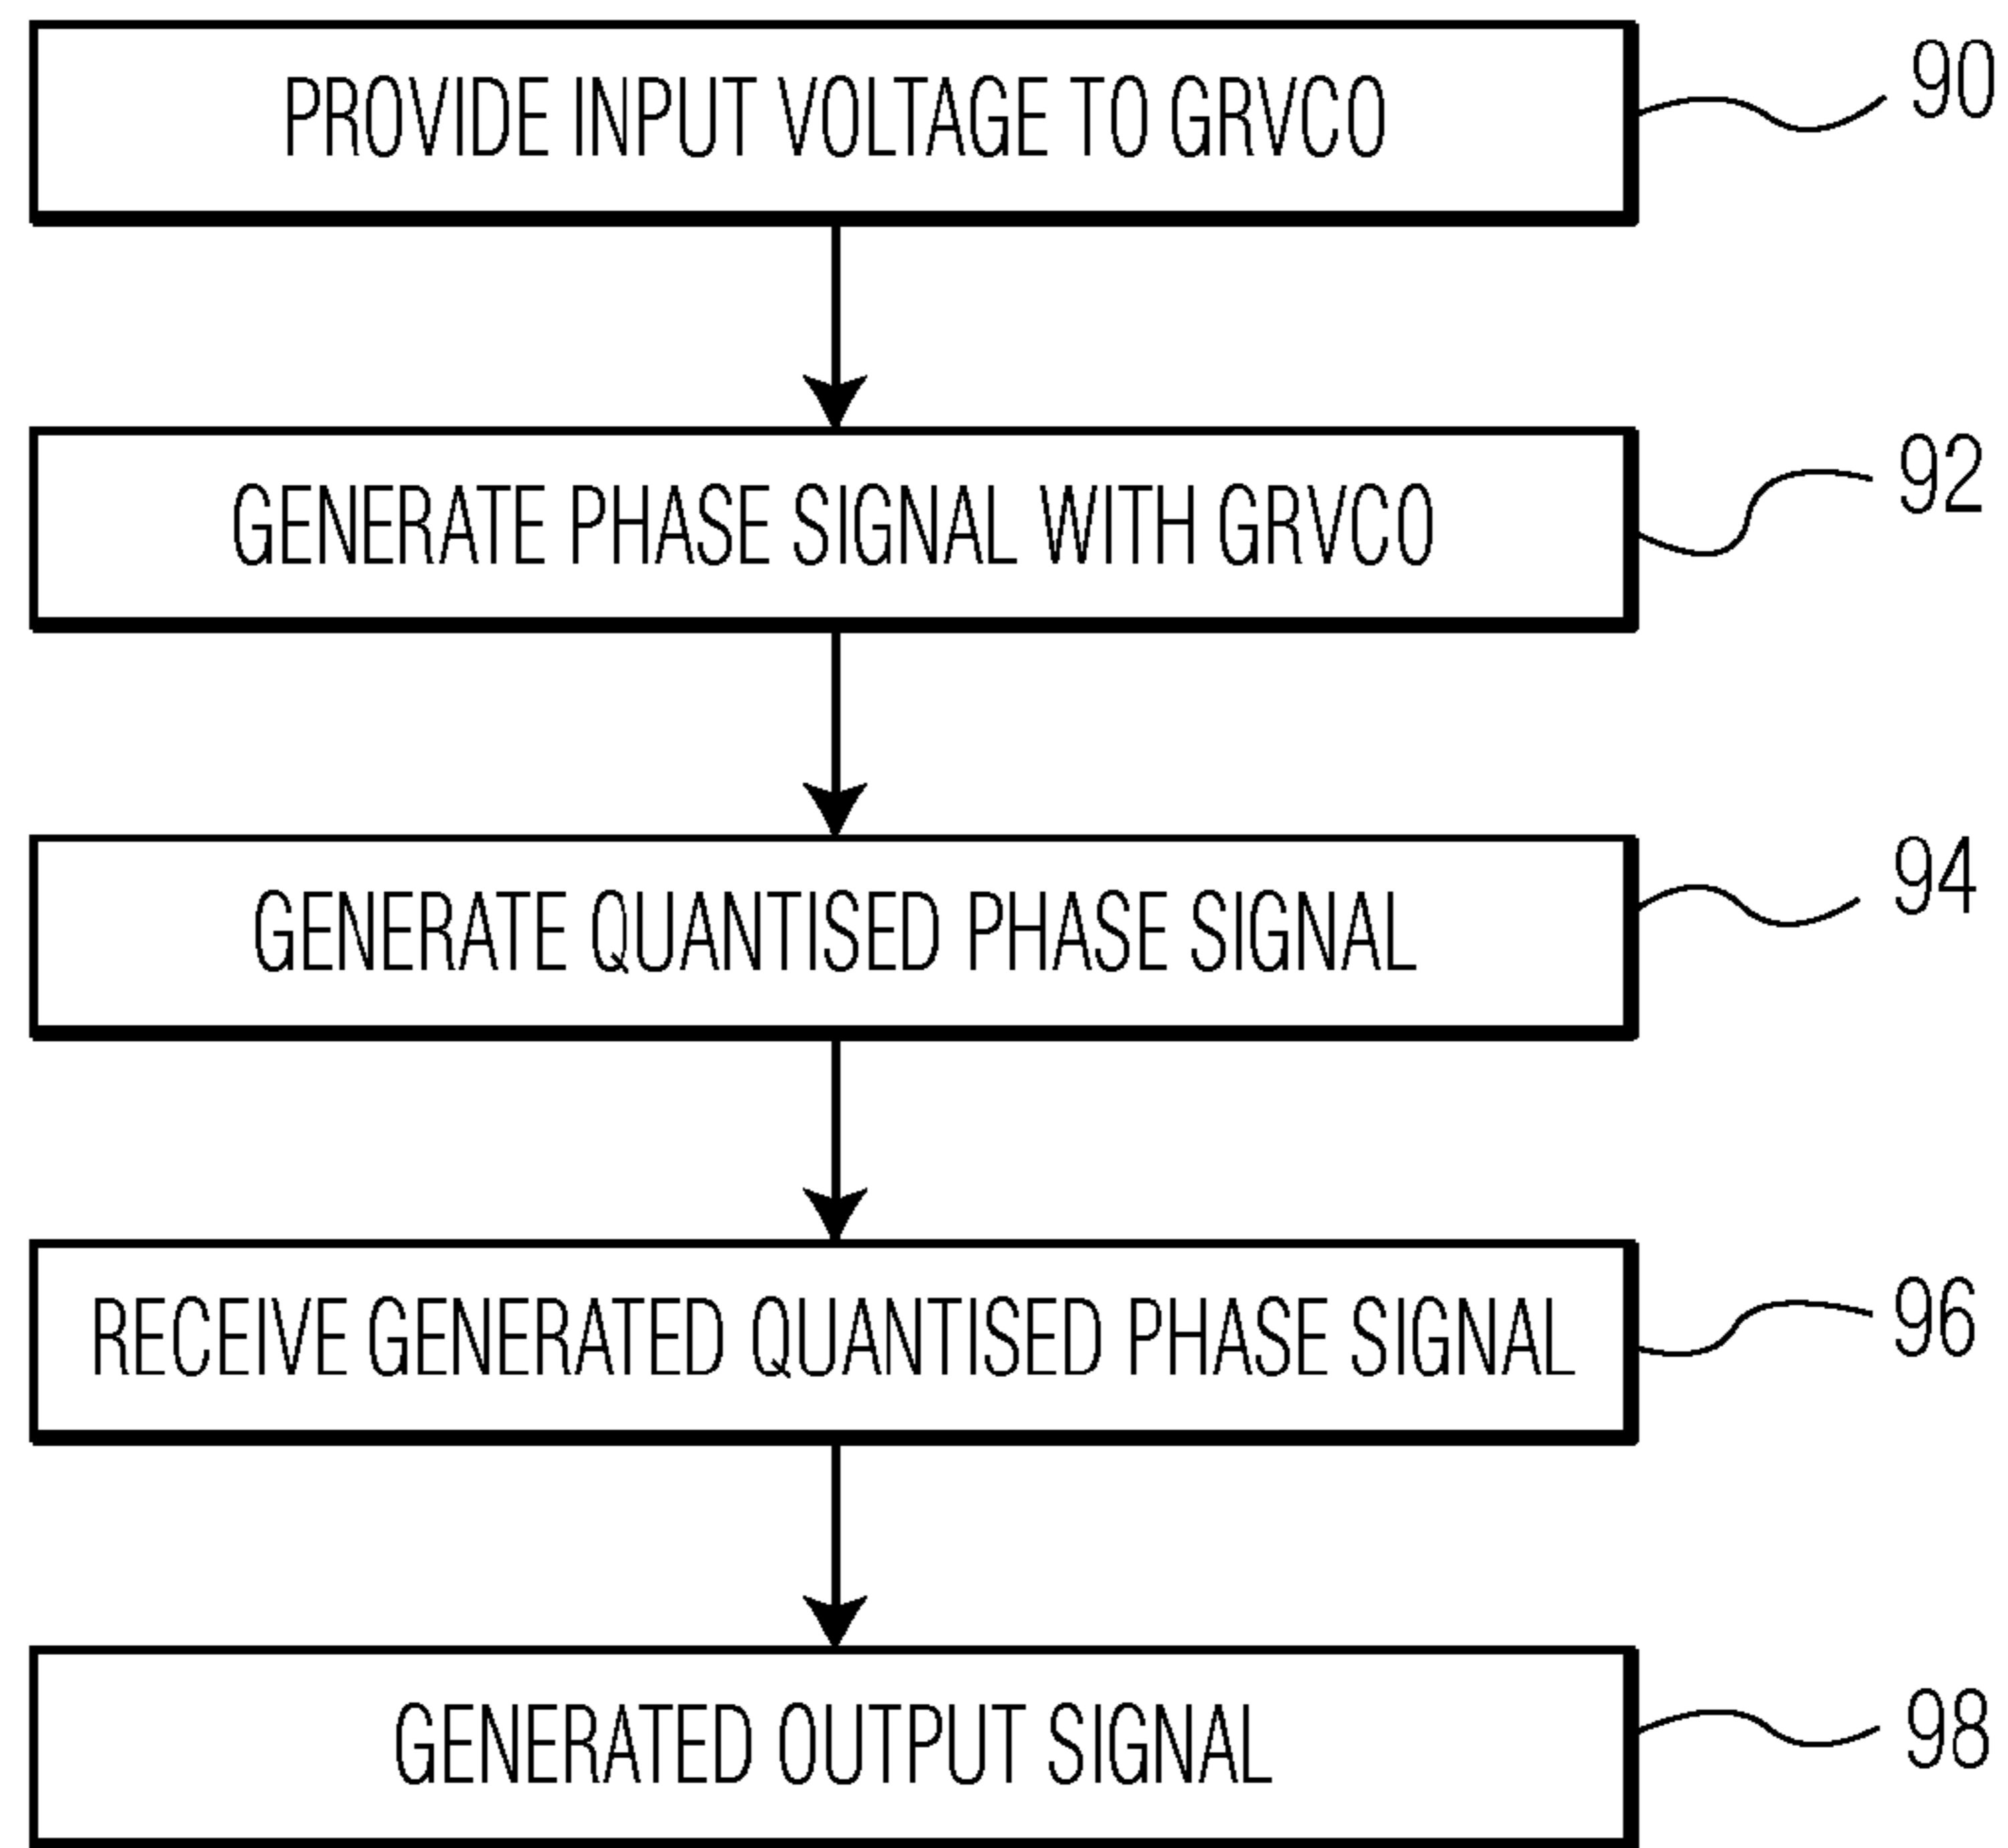 PROVIDE INPUT VOLTAGE TO GRVCO
90
GENERATE PHASE SIGNAL WITH GRVCO
92
GENERATE QUANTISED PHASE SIGNAL
94
RECEIVE GENERATED QUANTISED PHASE SIGNAL
96
GENERATED OUTPUT SIGNAL
98